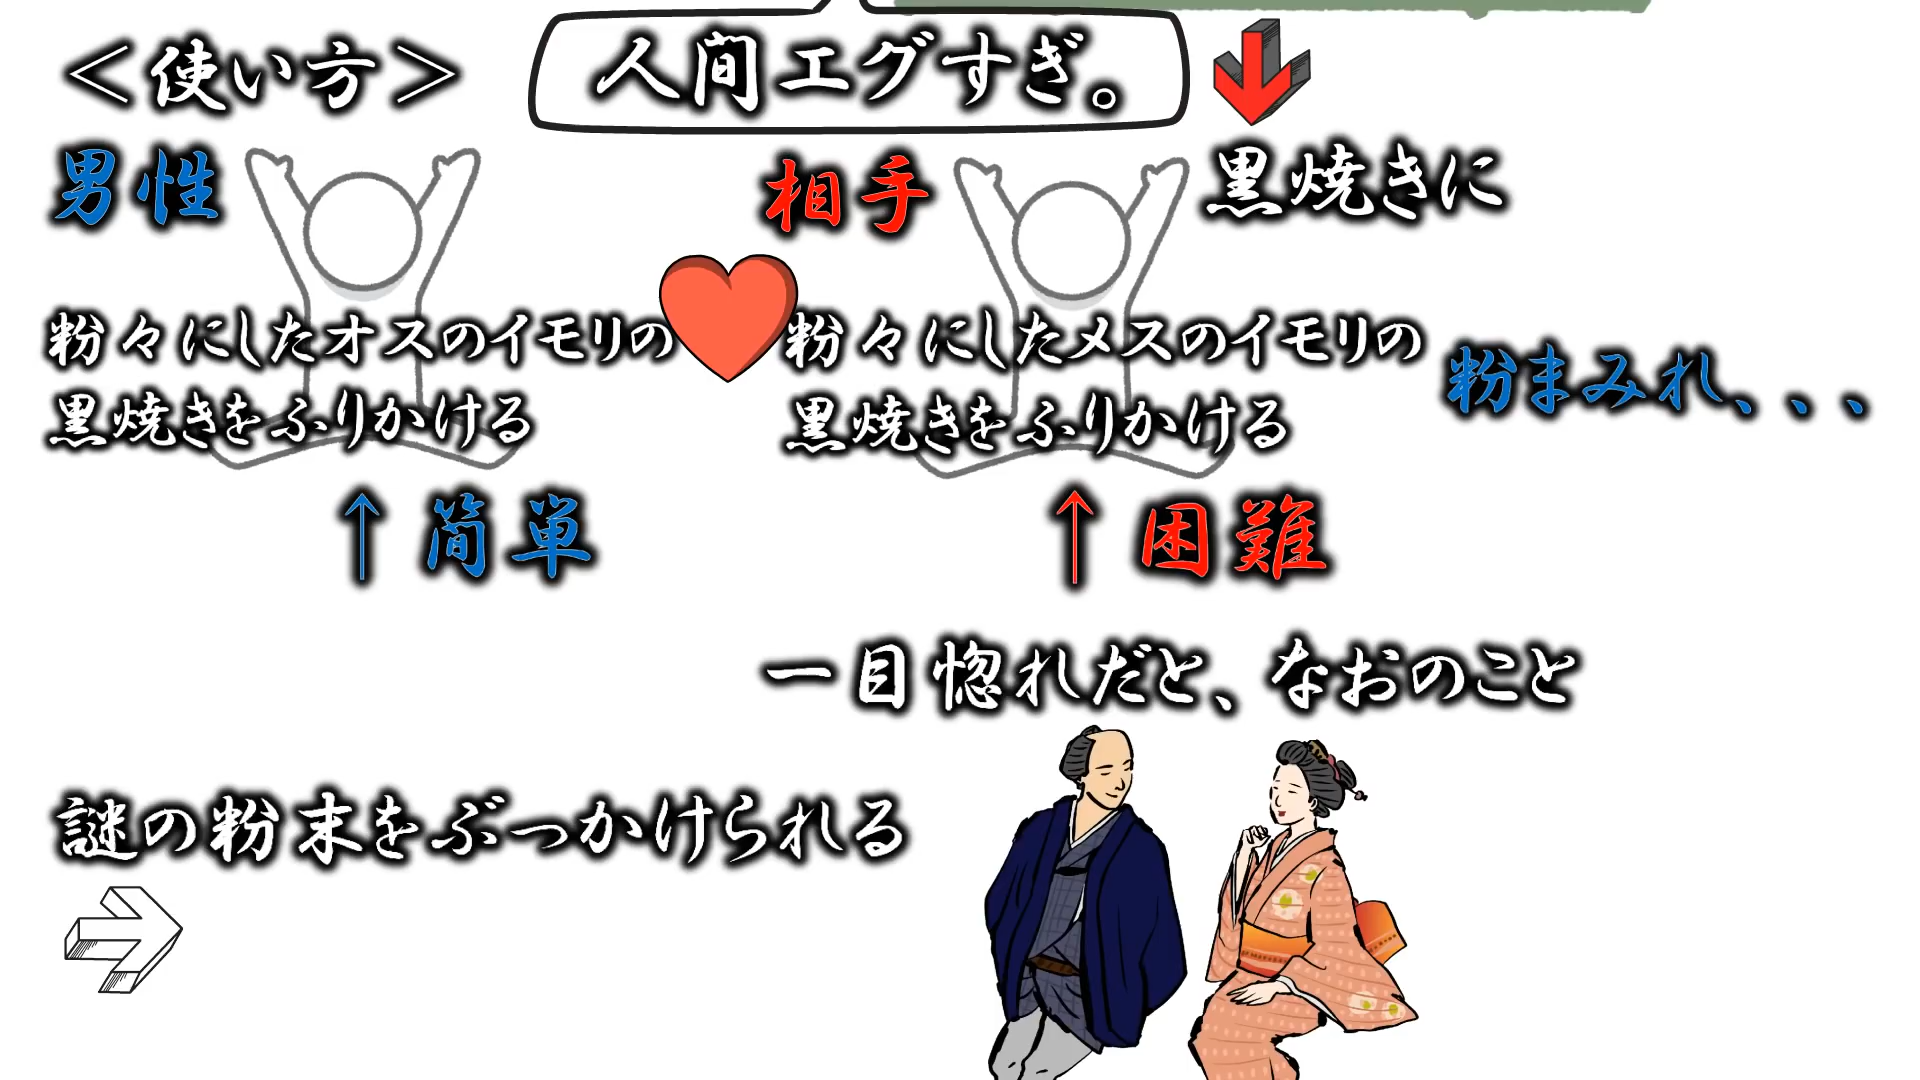 ＜使い方＞
人間エグすぎ。
男性
相手
黒焼きに
粉々にしたオスのイモリの
黒焼きをふりかける
粉々にしたメスのイモリの
黒焼きをふりかける
粉まみれ、、、
↑簡単
↑困難
一目惚れだと、なおのこと
謎の粉末をぶっかけられる